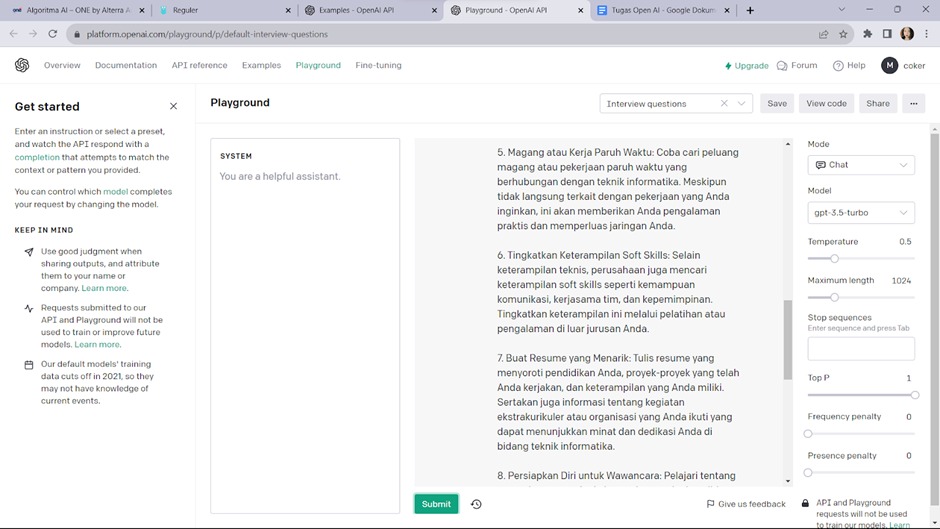 Algoritma AI – ONE by Alterra A
Reguler
Examples - OpenAI API
Playground - OpenAI API
Tugas Open AI - Google Dokum
platform.openai.com/playground/p/default-interview-questions
Overview
Documentation
API reference
Examples
Playground
Fine-tuning
Upgrade
Forum
Help
M
coker
Get started
Enter an instruction or select a preset,
and watch the API respond with a
completion that attempts to match the
context or pattern you provided.
You can control which model completes
your request by changing the model.
KEEP IN MIND
Use good judgment when
sharing outputs, and attribute
them to your name or
company. Learn more.
Requests submitted to our
API and Playground will not be
used to train or improve future
models. Learn more.
Our default models' training
data cuts off in 2021, so they
may not have knowledge of
current events.
Playground
Interview questions
Save
View code
Share
...
SYSTEM
You are a helpful assistant.
5. Magang atau Kerja Paruh Waktu: Coba cari peluang
magang atau pekerjaan paruh waktu yang
berhubungan dengan teknik informatika. Meskipun
tidak langsung terkait dengan pekerjaan yang Anda
inginkan, ini akan memberikan Anda pengalaman
praktis dan memperluas jaringan Anda.
6. Tingkatkan Keterampilan Soft Skills: Selain
keterampilan teknis, perusahaan juga mencari
keterampilan soft skills seperti kemampuan
komunikasi, kerjasama tim, dan kepemimpinan.
Tingkatkan keterampilan ini melalui pelatihan atau
pengalaman di luar jurusan Anda.
7. Buat Resume yang Menarik: Tulis resume yang
menyoroti pendidikan Anda, proyek-proyek yang telah
Anda kerjakan, dan keterampilan yang Anda miliki.
Sertakan juga informasi tentang kegiatan
ekstrakurikuler atau organisasi yang Anda ikuti yang
dapat menunjukkan minat dan dedikasi Anda di
bidang teknik informatika.
8. Persiapkan Diri untuk Wawancara: Pelajari tentang
Submit
Give us feedback
Mode
Chat
Model
gpt-3.5-turbo
Temperature 0.5
Maximum length 1024
Stop sequences
Enter sequence and press Tab
Top P 1
Frequency penalty 0
Presence penalty 0
API and Playground
requests will not be used
to train our models. Learn